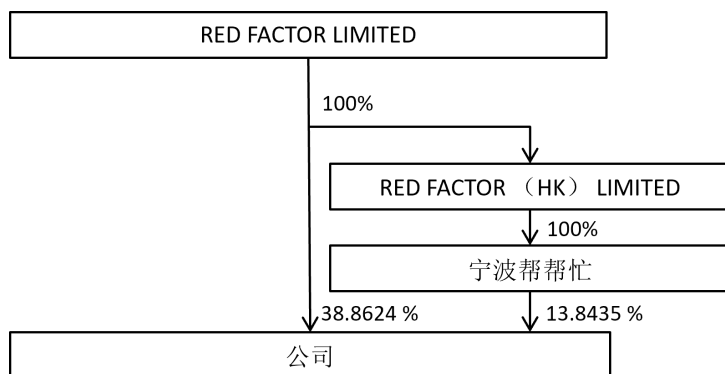 RED FACTOR LIMITED
100%
RED FACTOR （HK） LIMITED
100%
宁波帮帮忙
38.8624 %
13.8435 %
公司